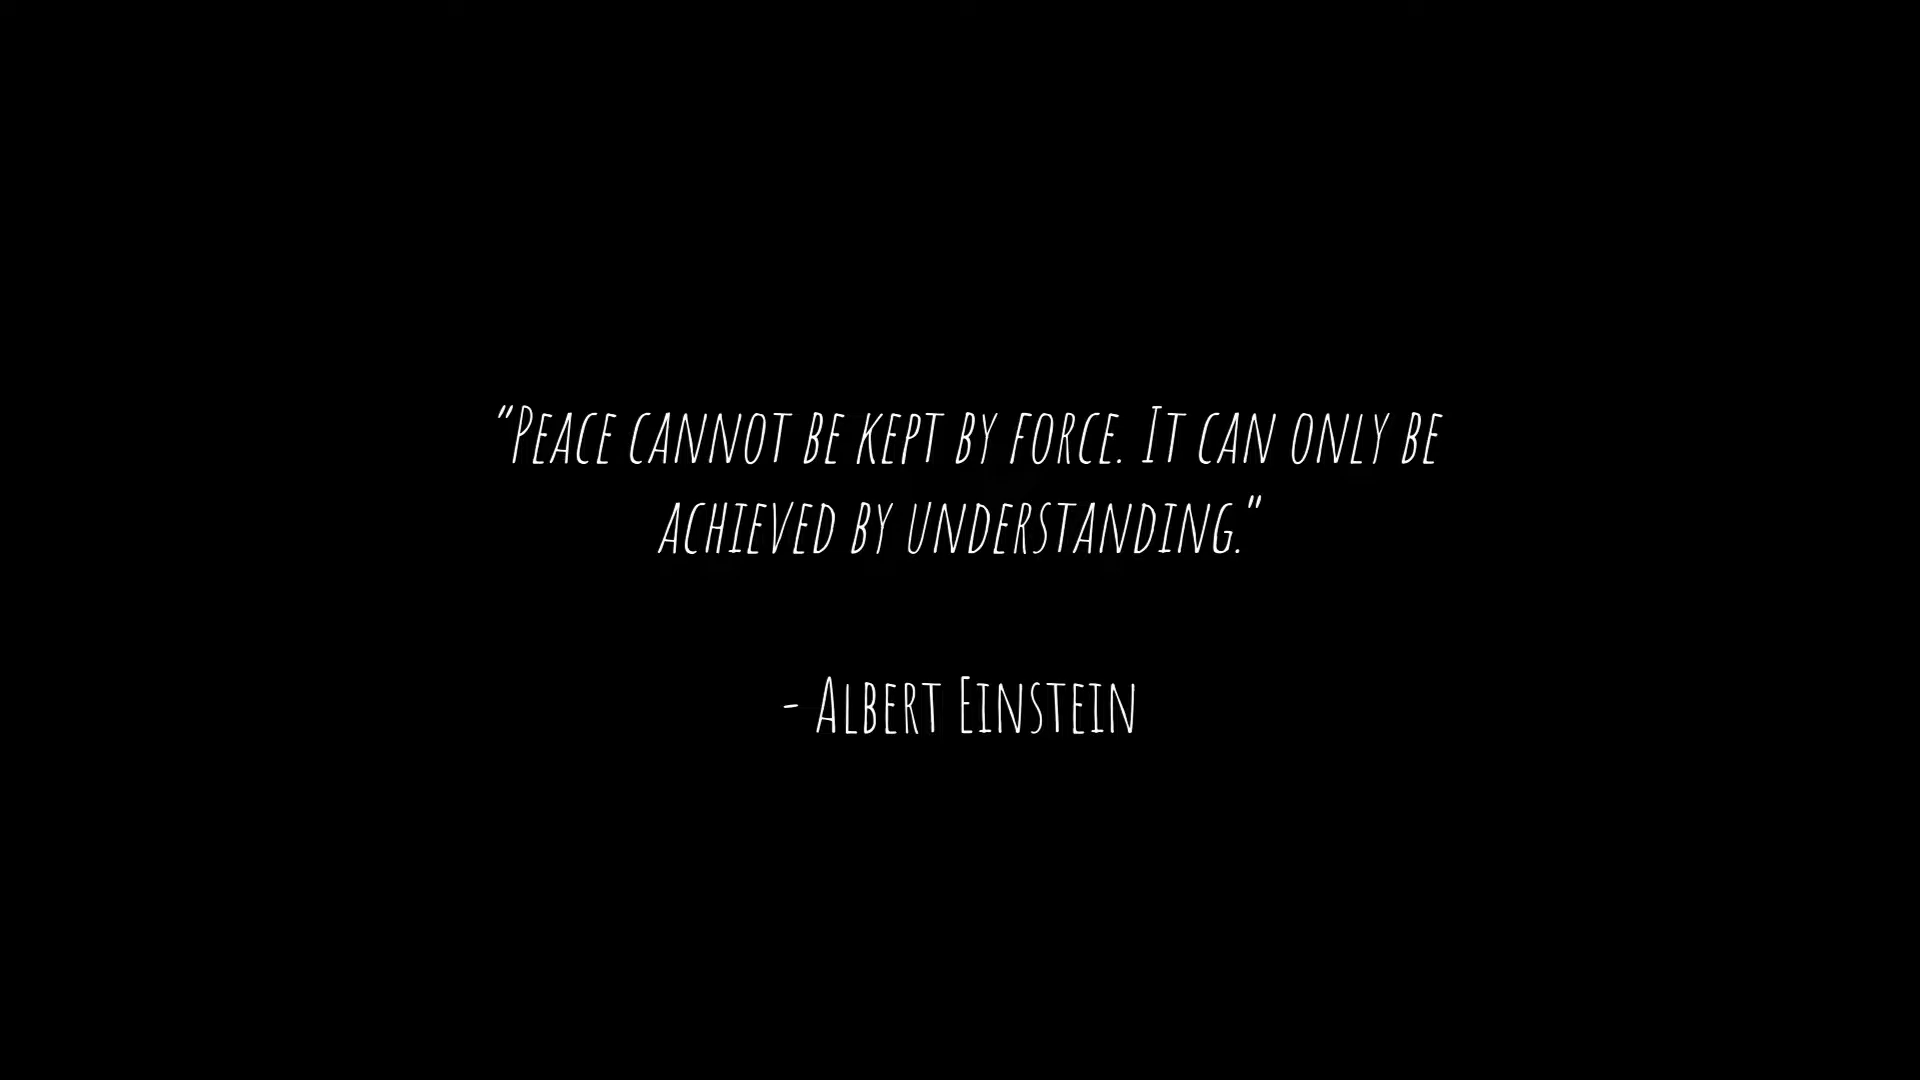 "Peace cannot be kept by force. It can only be
achieved by understanding."
- Albert Einstein